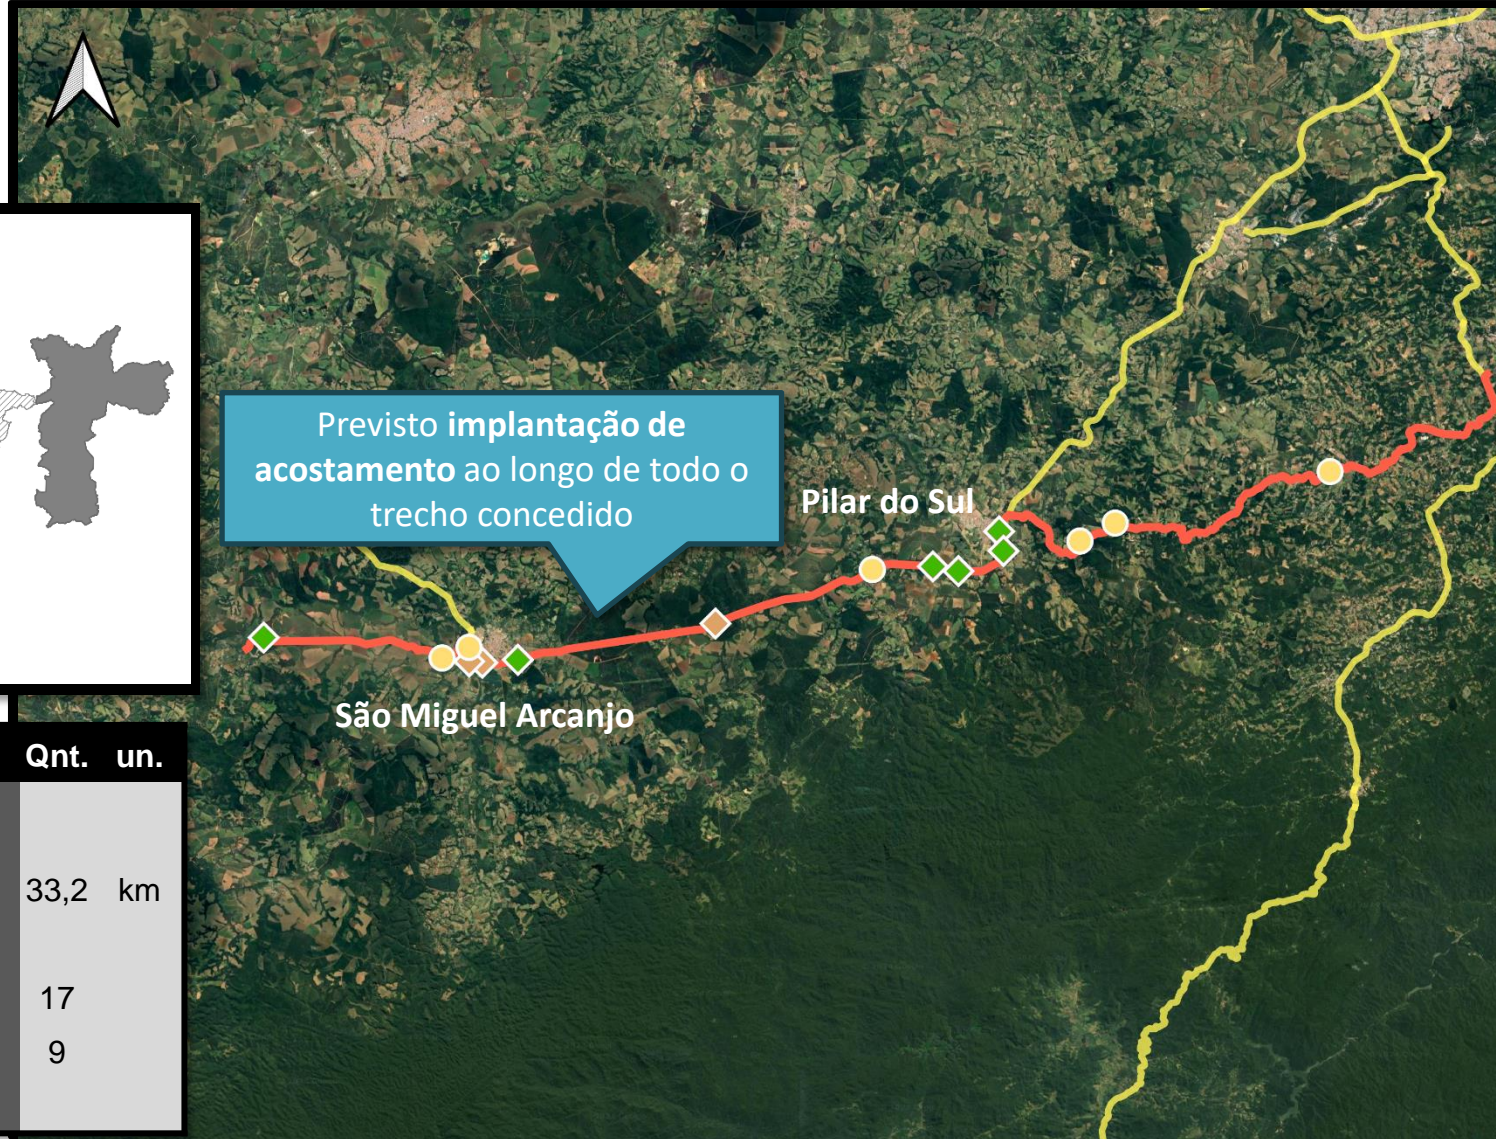 Previsto implantação de
acostamento ao longo de todo o
trecho concedido
Pilar do Sul
São Miguel Arcanjo
Qnt. un.
33,2 km
17
9